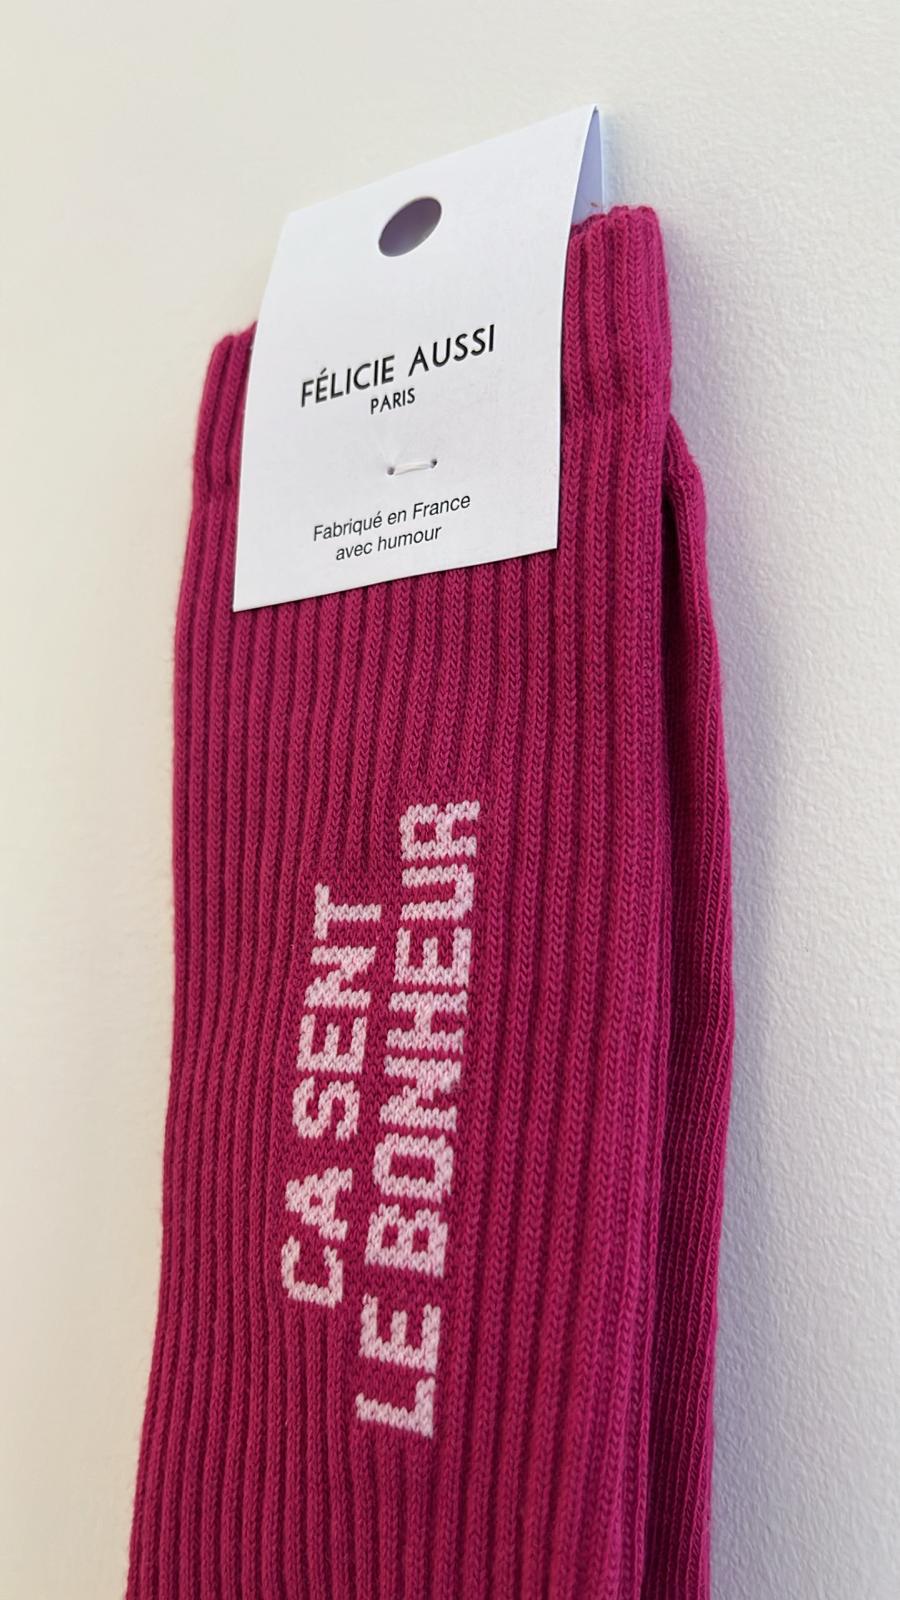 FÉLICIE AUSSI
PARIS
Fabriqué en France
avec humour
CA SENT
LE BONHEUR